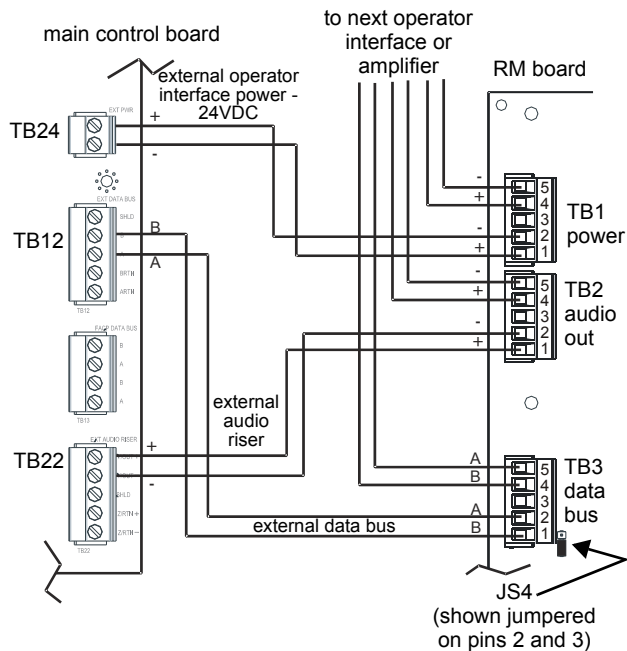 to next operator
interface or
amplifier
main control board
RM board
external operator
interface power -
24VDC
EXT PWR
TB24
+
-
EXT DATA BUS
SHLD
B
A
TB12
BRTN
ARTN
TB12
FACP DATA BUS
B
A
B
A
TB13
EXT AUDIO RISER
TB22
+
-
SHLD
Z/RTN +
Z/RTN -
TB22
external
audio
riser
external data bus
-
+
-
+
5
4
3
2
1
TB1
power
-
+
-
+
5
4
3
2
1
TB2
audio
out
A
B
A
B
5
4
3
2
1
TB3
data
bus
JS4
(shown jumpered
on pins 2 and 3)